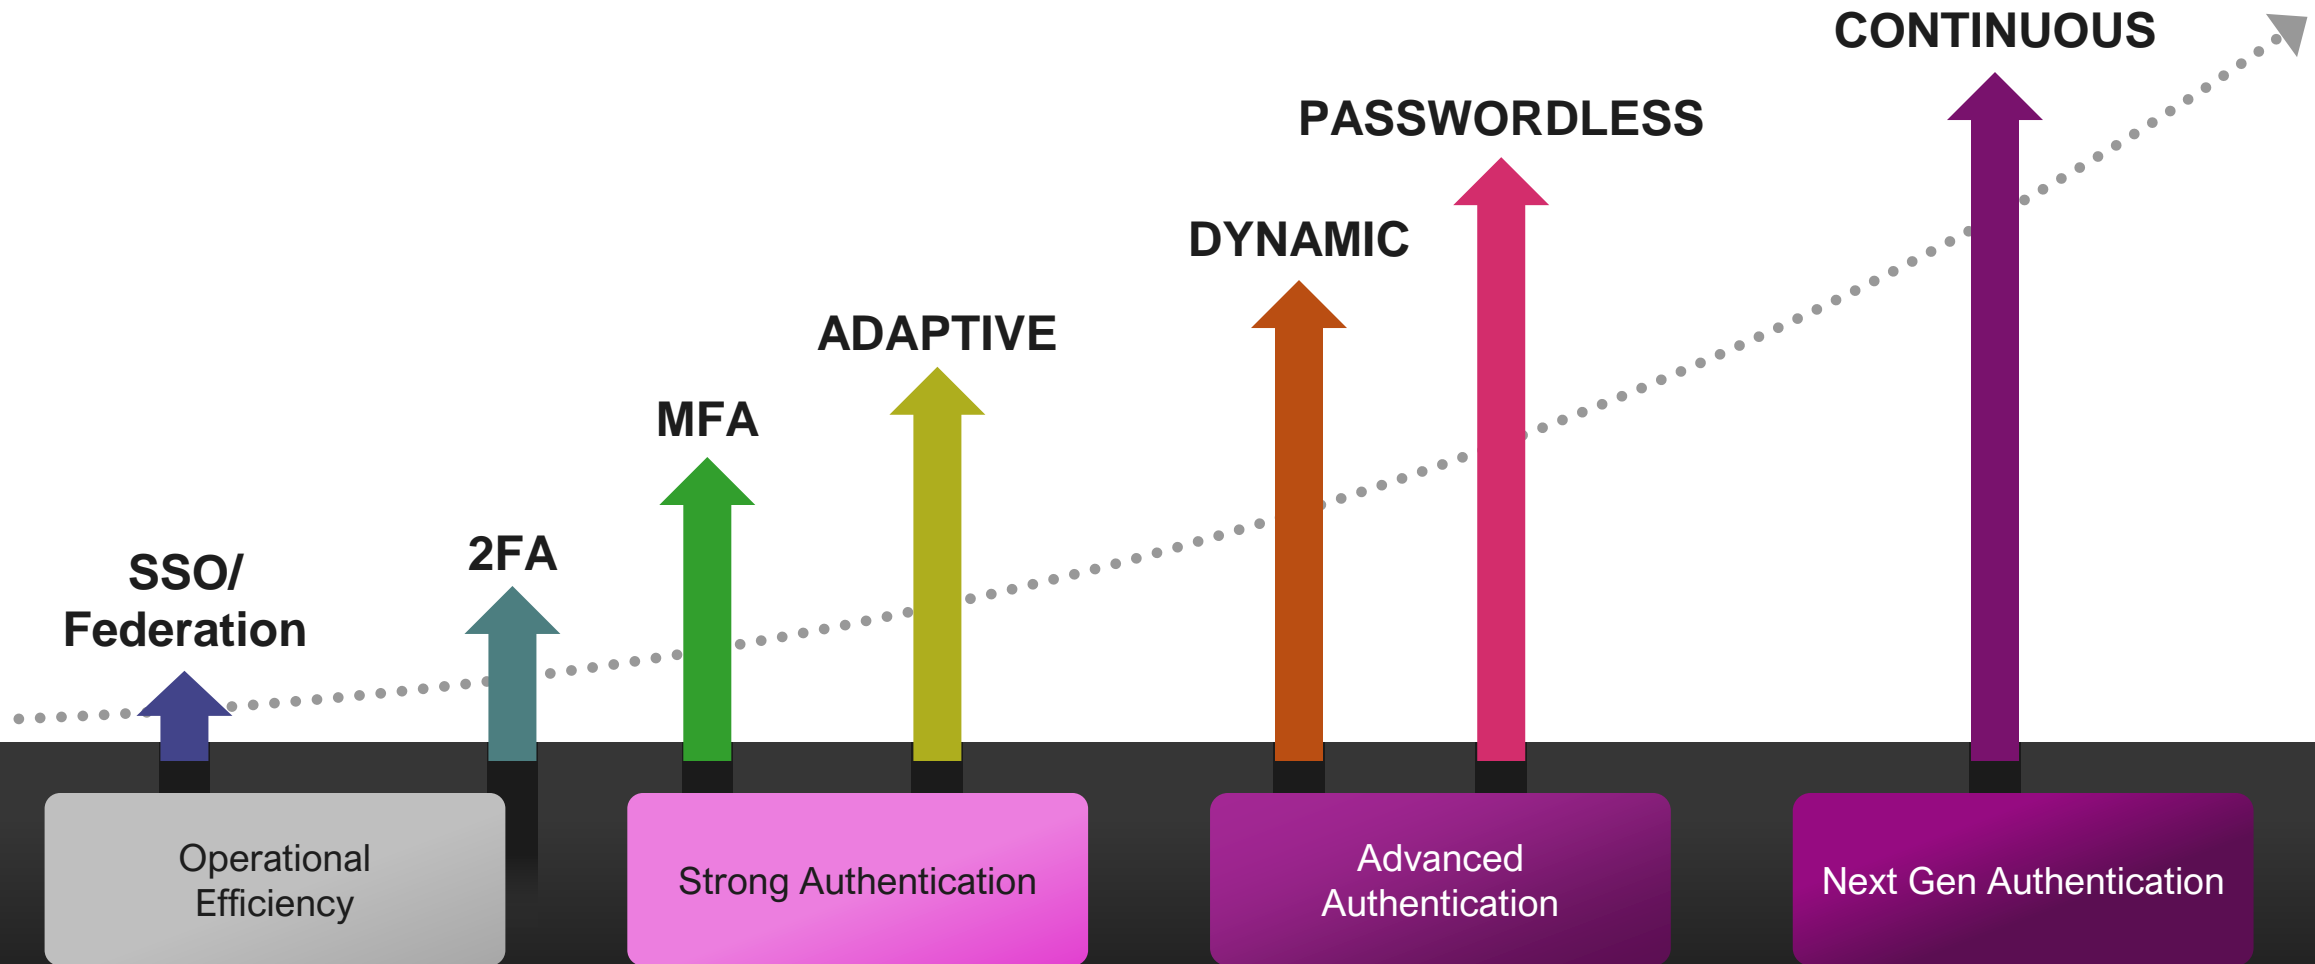 SSO/
Federation
2FA
MFA
ADAPTIVE
DYNAMIC
PASSWORDLESS
CONTINUOUS
Operational
Efficiency
Strong Authentication
Advanced
Authentication
Next Gen Authentication